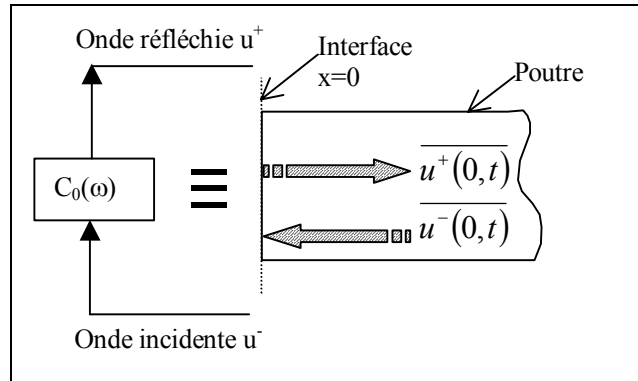 Onde réfléchie u⁺
Interface
x=0
Poutre
C₀(ω)
≡
u⁺(0,t)
u⁻(0,t)
Onde incidente u⁻